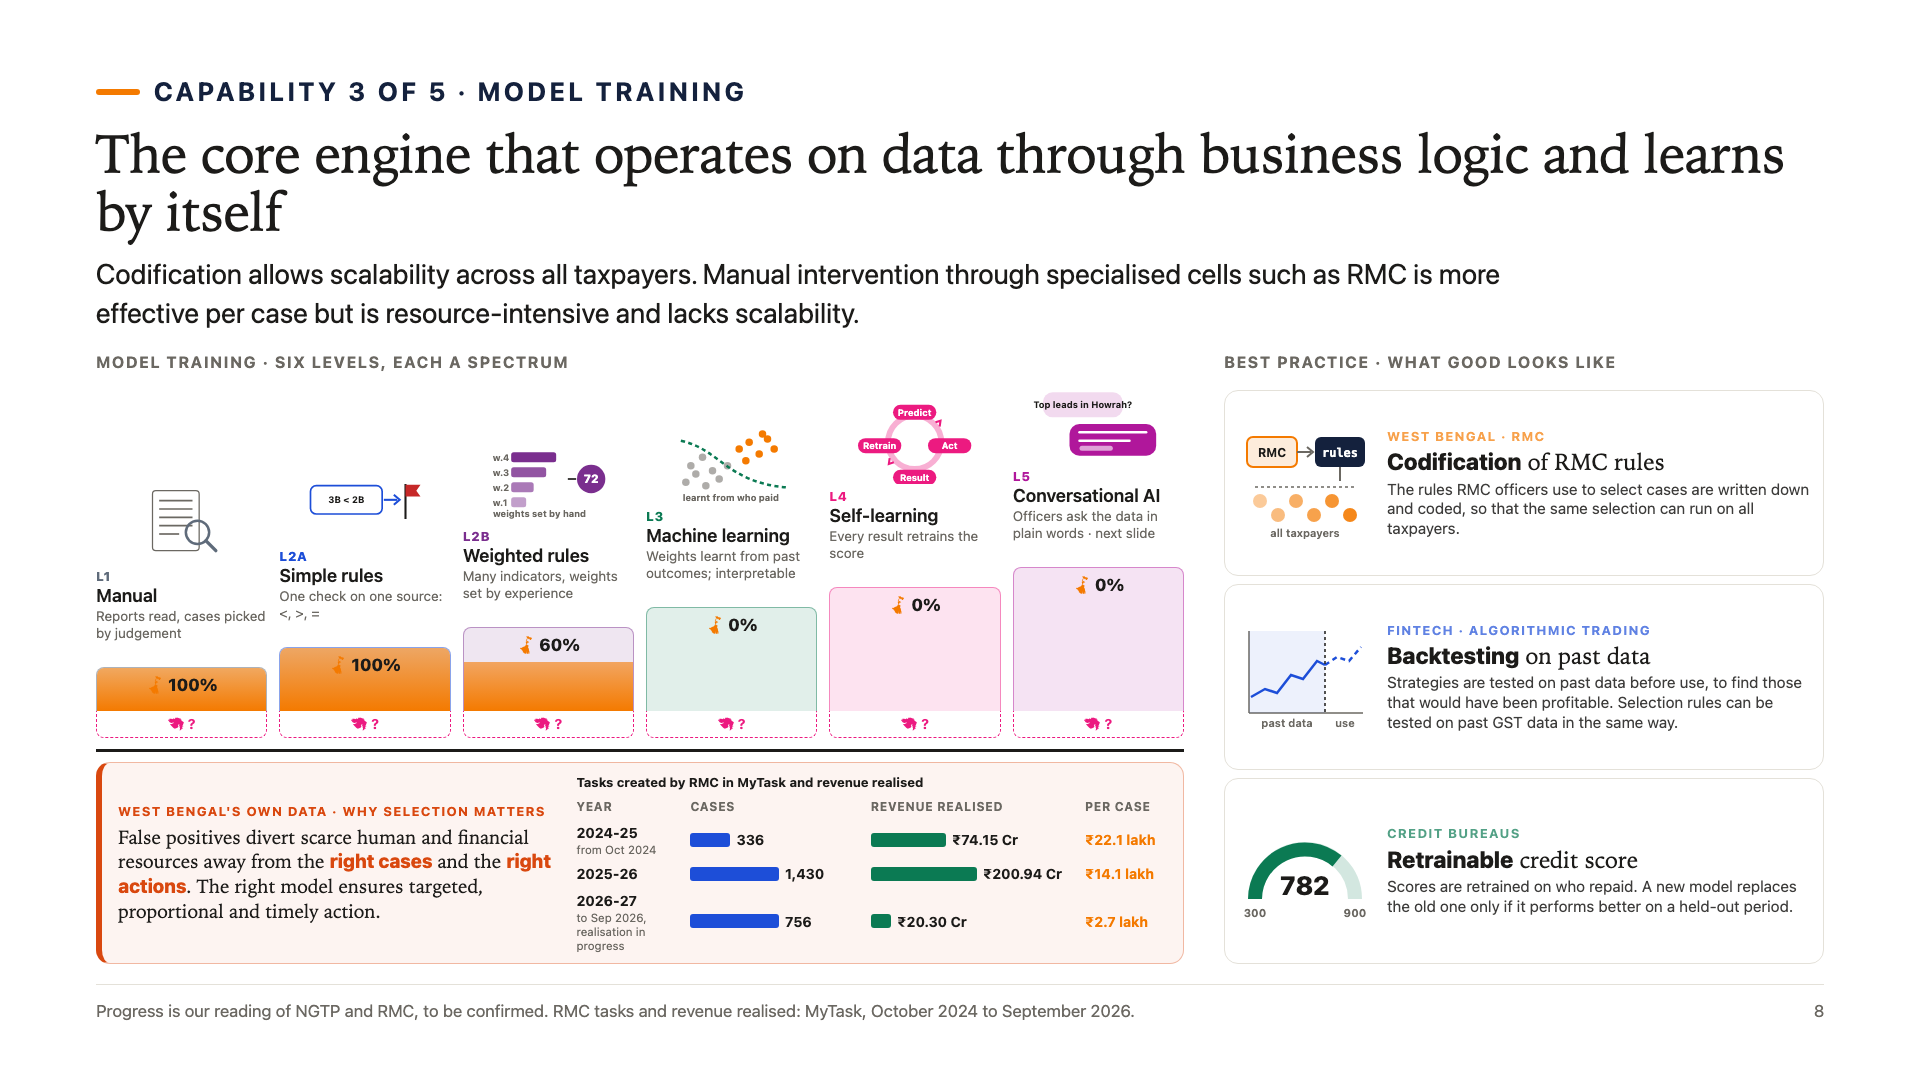 CAPABILITY 3 OF 5 · MODEL TRAINING
The core engine that operates on data through business logic and learns
by itself
Codification allows scalability across all taxpayers. Manual intervention through specialised cells such as RMC is more
effective per case but is resource-intensive and lacks scalability.
MODEL TRAINING · SIX LEVELS, EACH A SPECTRUM
L1
Manual
Reports read, cases picked
by judgement
100%
?
3B < 2B
L2A
Simple rules
One check on one source:
<, >, =
100%
?
w.4
w.3
w.2
w.1
72
weights set by hand
L2B
Weighted rules
Many indicators, weights
set by experience
60%
?
learnt from who paid
L3
Machine learning
Weights learnt from past
outcomes; interpretable
0%
?
Predict
Retrain
Act
Result
L4
Self-learning
Every result retrains the
score
0%
?
Top leads in Howrah?
L5
Conversational AI
Officers ask the data in
plain words · next slide
0%
?
WEST BENGAL'S OWN DATA · WHY SELECTION MATTERS
False positives divert scarce human and financial
resources away from the right cases and the right
actions. The right model ensures targeted,
proportional and timely action.
Tasks created by RMC in MyTask and revenue realised
YEAR CASES REVENUE REALISED PER CASE
2024-25
from Oct 2024
336 ₹74.15 Cr ₹22.1 lakh
2025-26 1,430 ₹200.94 Cr ₹14.1 lakh
2026-27
to Sep 2026,
realisation in
progress
756 ₹20.30 Cr ₹2.7 lakh
BEST PRACTICE · WHAT GOOD LOOKS LIKE
RMC
rules
all taxpayers
WEST BENGAL · RMC
Codification of RMC rules
The rules RMC officers use to select cases are written down
and coded, so that the same selection can run on all
taxpayers.
past data use
FINTECH · ALGORITHMIC TRADING
Backtesting on past data
Strategies are tested on past data before use, to find those
that would have been profitable. Selection rules can be
tested on past GST data in the same way.
782
300 900
CREDIT BUREAUS
Retrainable credit score
Scores are retrained on who repaid. A new model replaces
the old one only if it performs better on a held-out period.
Progress is our reading of NGTP and RMC, to be confirmed. RMC tasks and revenue realised: MyTask, October 2024 to September 2026.
8